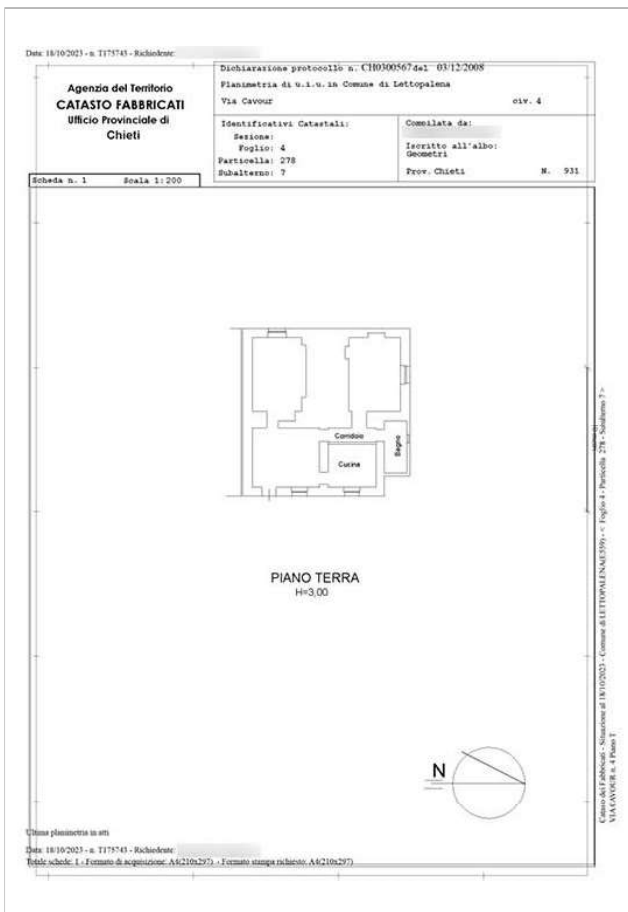 Data: 18/10/2023 - n. T175743 - Richiedente:
Agenzia del Territorio
CATASTO FABBRICATI
Ufficio Provinciale di
Chieti
Dichiarazione protocollo n. CH0300567 del 03/12/2008
Planimetria di u.i.u. in Comune di Lettopalena
Via Cavour civ. 4
Identificativi Catastali:
Sezione:
Foglio: 4
Particella: 278
Subalterno: 7
Compilata da:
Iscritto all'albo:
Geometri
Prov. Chieti N. 931
Scheda n. 1 Scala 1:200
Corridoio
Bagno
Cucina
PIANO TERRA
H=3,00
N
Catasto dei Fabbricati - Situazione al 18/10/2023 - Comune di LETTOPALENA(E559) - < Foglio 4 - Particella 278 - Subalterno 7 >
VIA CAVOUR n. 4 Piano T
Ultima planimetria in atti
Data: 18/10/2023 - n. T175743 - Richiedente:
Totale schede: 1 - Formato di acquisizione: A4(210x297) - Formato stampa richiesto: A4(210x297)